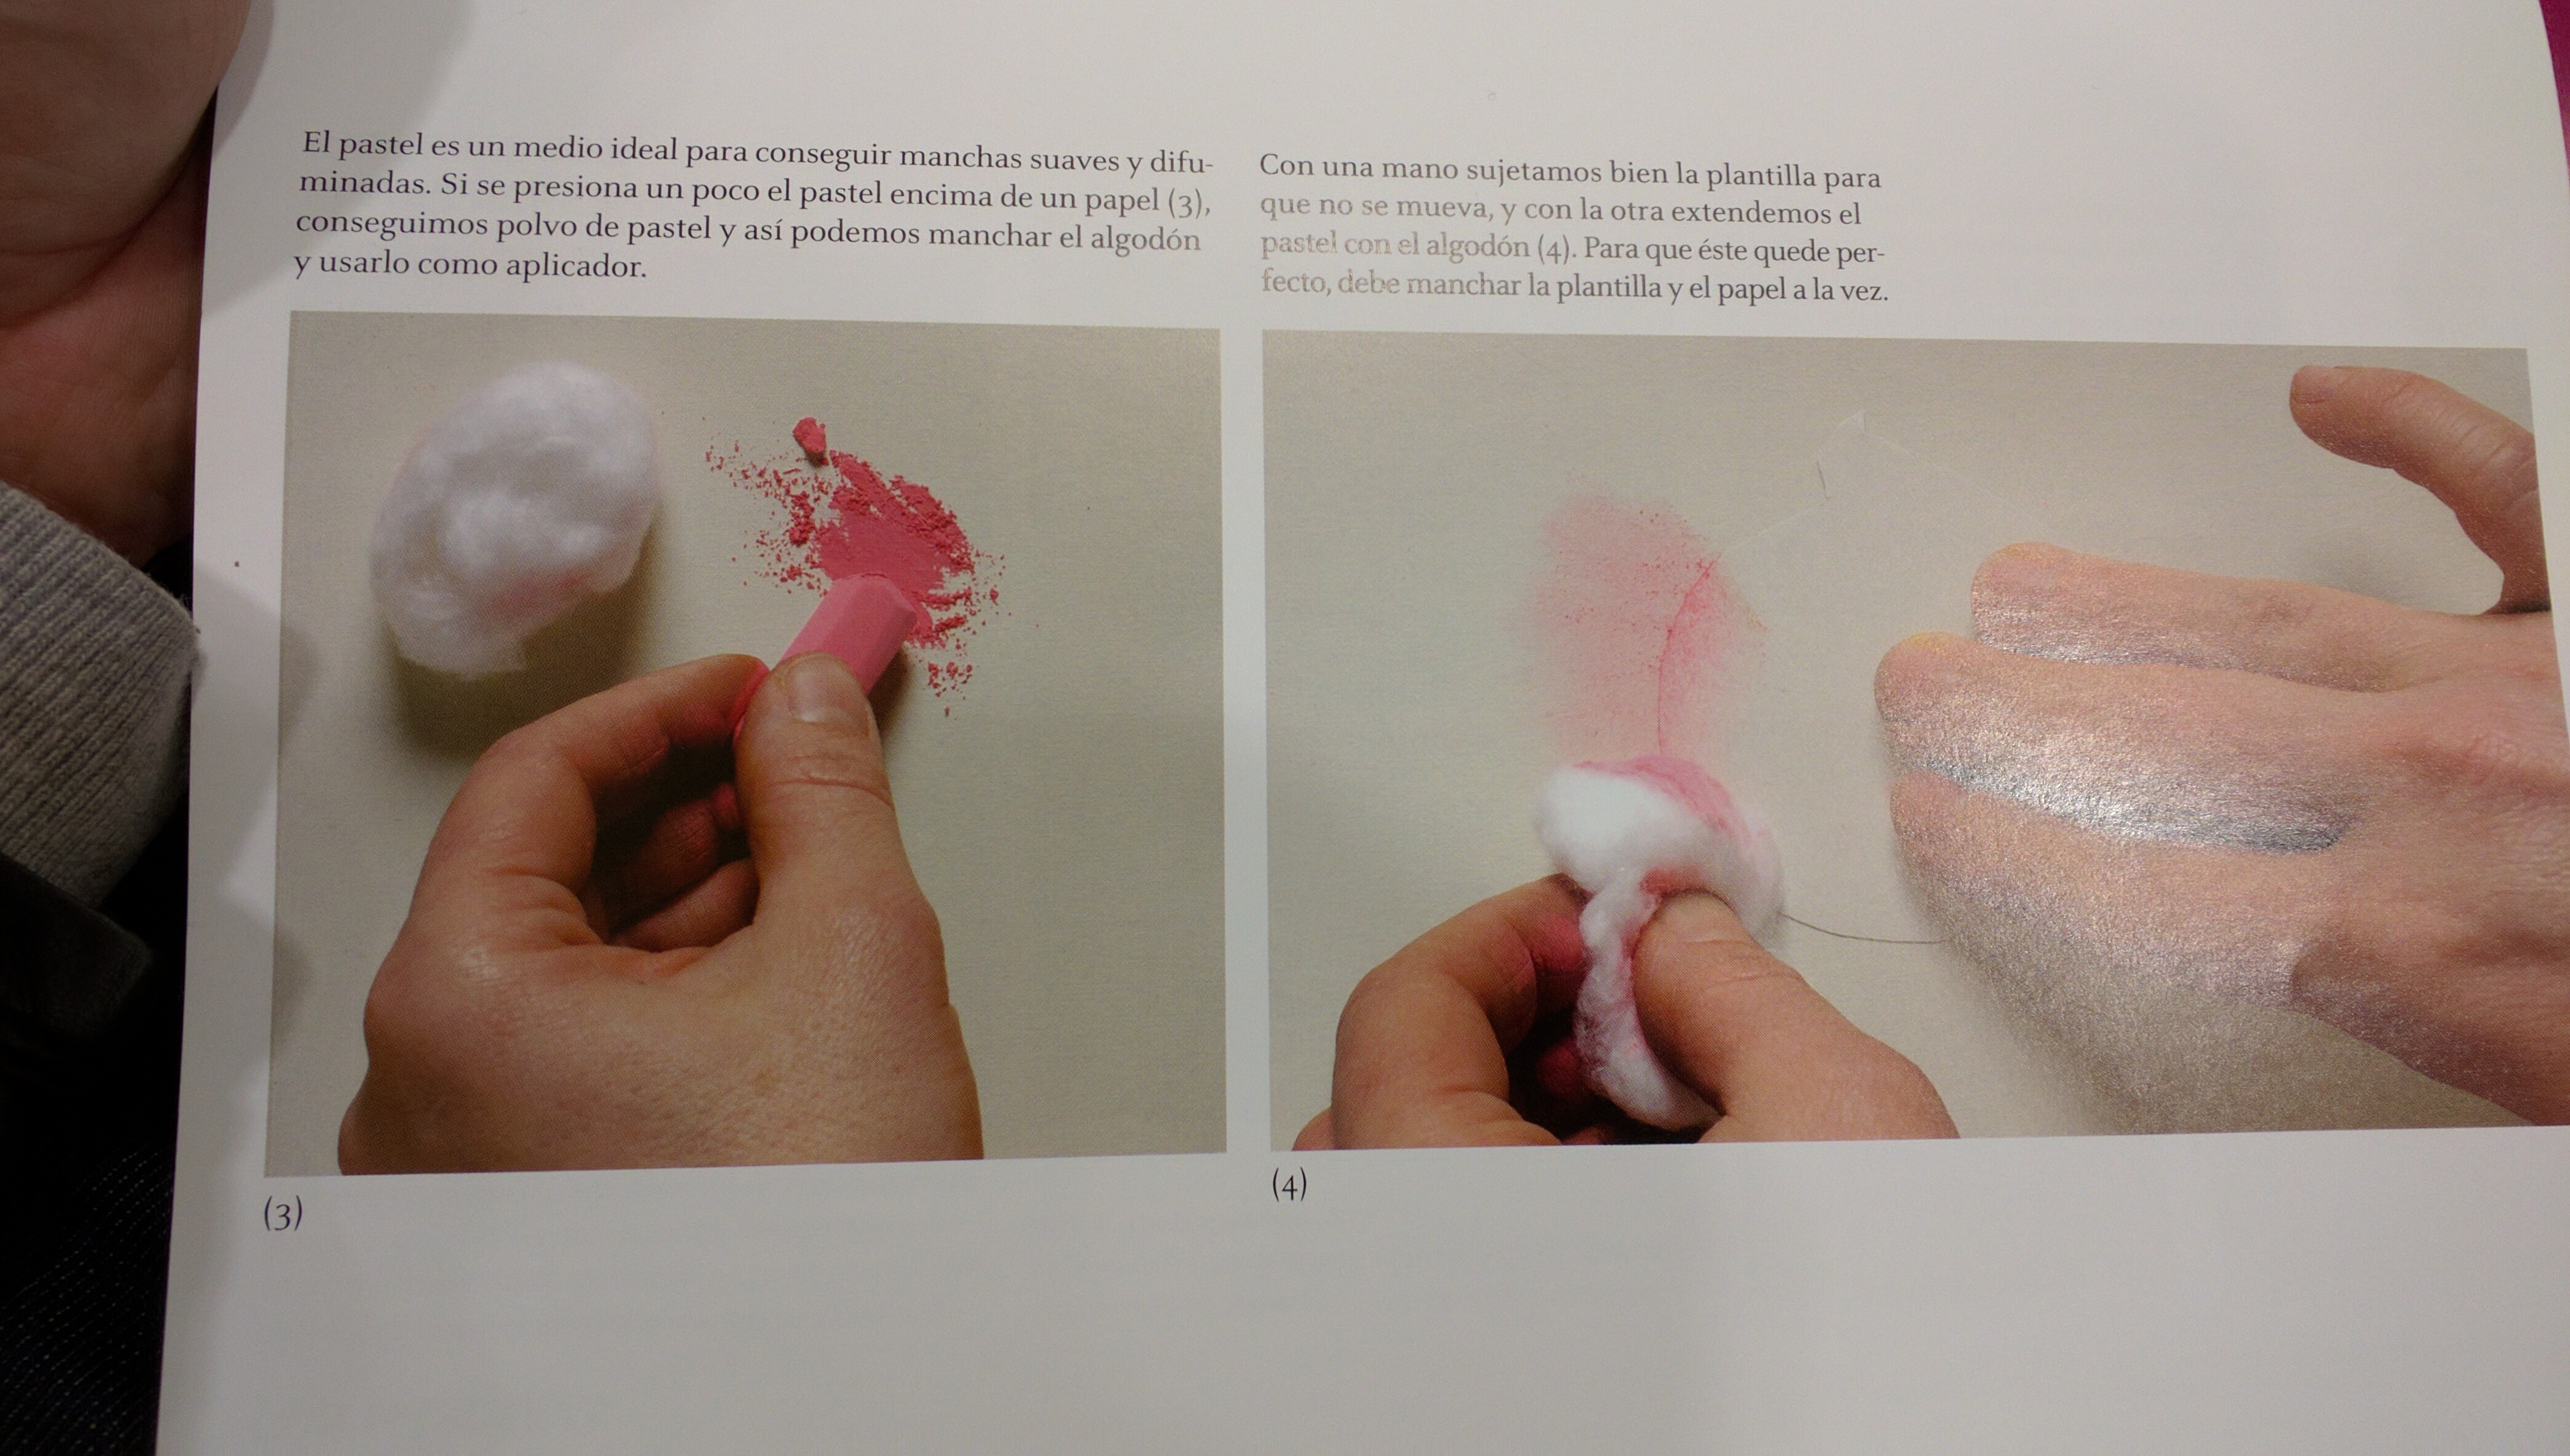 El pastel es un medio ideal para conseguir manchas suaves y difu-
minadas. Si se presiona un poco el pastel encima de un papel (3),
conseguimos polvo de pastel y así podemos manchar el algodón
y usarlo como aplicador.
Con una mano sujetamos bien la plantilla para
que no se mueva, y con la otra extendemos el
pastel con el algodón (4). Para que éste quede per-
fecto, debe manchar la plantilla y el papel a la vez.
(3)
(4)